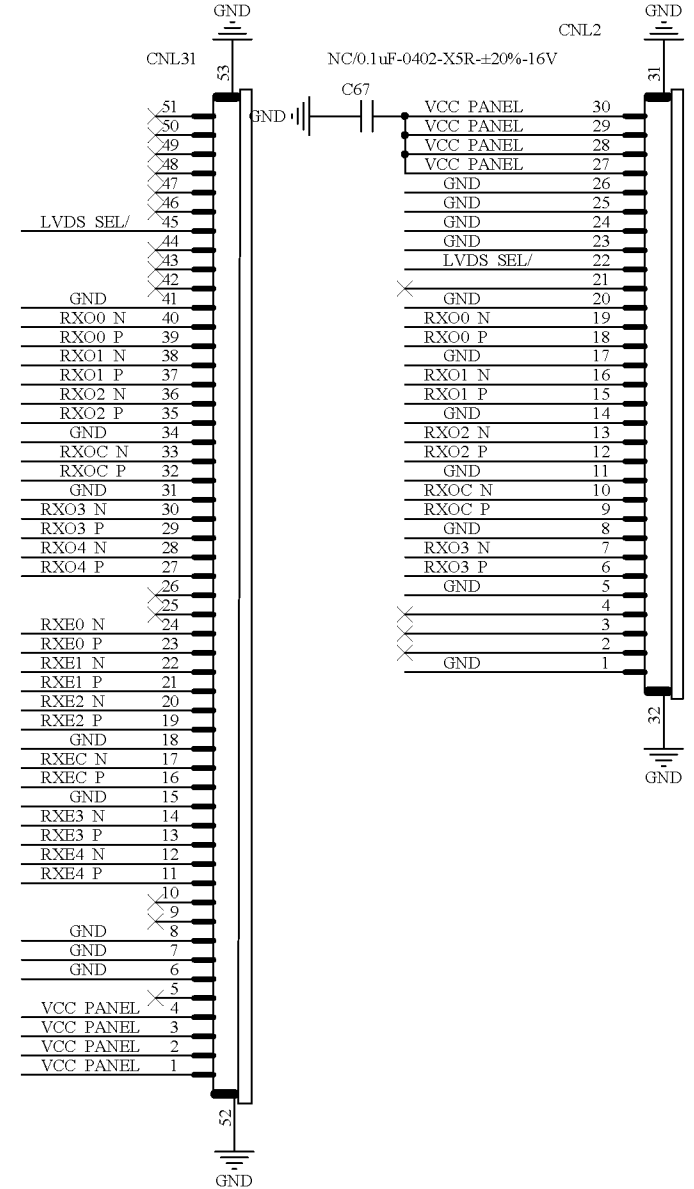 GND
CNL31
53
51
50
49
48
47
46
LVDS SEL/ 45
44
43
42
GND 41
RXO0 N 40
RXO0 P 39
RXO1 N 38
RXO1 P 37
RXO2 N 36
RXO2 P 35
GND 34
RXOC N 33
RXOC P 32
GND 31
RXO3 N 30
RXO3 P 29
RXO4 N 28
RXO4 P 27
26
25
RXE0 N 24
RXE0 P 23
RXE1 N 22
RXE1 P 21
RXE2 N 20
RXE2 P 19
GND 18
RXEC N 17
RXEC P 16
GND 15
RXE3 N 14
RXE3 P 13
RXE4 N 12
RXE4 P 11
10
9
GND 8
GND 7
GND 6
5
VCC PANEL 4
VCC PANEL 3
VCC PANEL 2
VCC PANEL 1
52
GND
GND
CNL2
NC/0.1uF-0402-X5R-±20%-16V
31
C67
GND
VCC PANEL 30
VCC PANEL 29
VCC PANEL 28
VCC PANEL 27
GND 26
GND 25
GND 24
GND 23
LVDS SEL/ 22
21
GND 20
RXO0 N 19
RXO0 P 18
GND 17
RXO1 N 16
RXO1 P 15
GND 14
RXO2 N 13
RXO2 P 12
GND 11
RXOC N 10
RXOC P 9
GND 8
RXO3 N 7
RXO3 P 6
GND 5
4
3
2
GND 1
32
GND